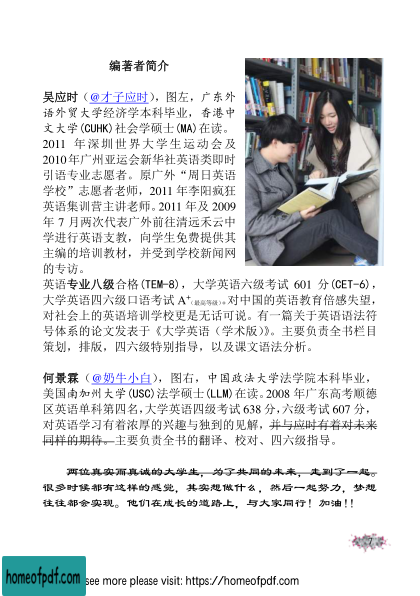 编著者简介
吴应时（@才子应时），图左，广东外
语外贸大学经济学本科毕业，香港中
文大学(CUHK)社会学硕士(MA)在读。
2011 年深圳世界大学生运动会及
2010年广州亚运会新华社英语类即时
引语专业志愿者。原广外“周日英语
学校”志愿者老师，2011年李阳疯狂
英语集训营主讲老师。2011年及2009
年7月两次代表广外前往清远禾云中
学进行英语支教，向学生免费提供其
主编的培训教材，并受到学校新闻网
的专访。
英语专业八级合格(TEM-8)，大学英语六级考试 601 分(CET-6)，
大学英语四六级口语考试 A+(最高等级)。对中国的英语教育倍感失望，
对社会上的英语培训学校更是无话可说。有一篇关于英语语法符
号体系的论文发表于《大学英语（学术版）》。主要负责全书栏目
策划，排版，四六级特别指导，以及课文语法分析。
何景霖（@奶牛小白），图右，中国政法大学法学院本科毕业，
美国南加州大学(USC)法学硕士(LLM)在读。2008年广东高考顺德
区英语单科第四名，大学英语四级考试638分，六级考试607分，
对英语学习有着浓厚的兴趣与独到的见解，并与应时有着对未来
同样的期待。主要负责全书的翻译、校对、四六级指导。
两位真实而真诚的大学生，为了共同的未来，走到了一起。
很多时候都有这样的感觉，其实想做什么，然后一起努力，梦想
往往都会实现。他们在成长的道路上，与大家同行！加油！！
homeofpdf.com
see more please visit: https://homeofpdf.com